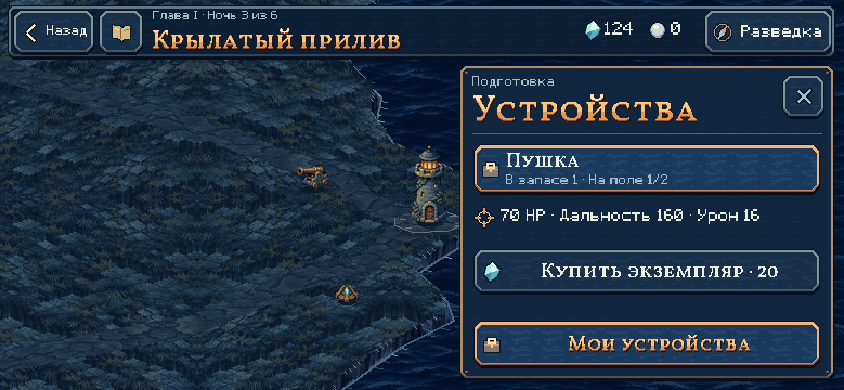 Назад
Глава I · Ночь 3 из 6
Крылатый прилив
124
0
Разведка
Подготовка
Устройства
Пушка
В запасе 1 · На поле 1/2
70 HP · Дальность 160 · Урон 16
Купить экземпляр · 20
Мои устройства